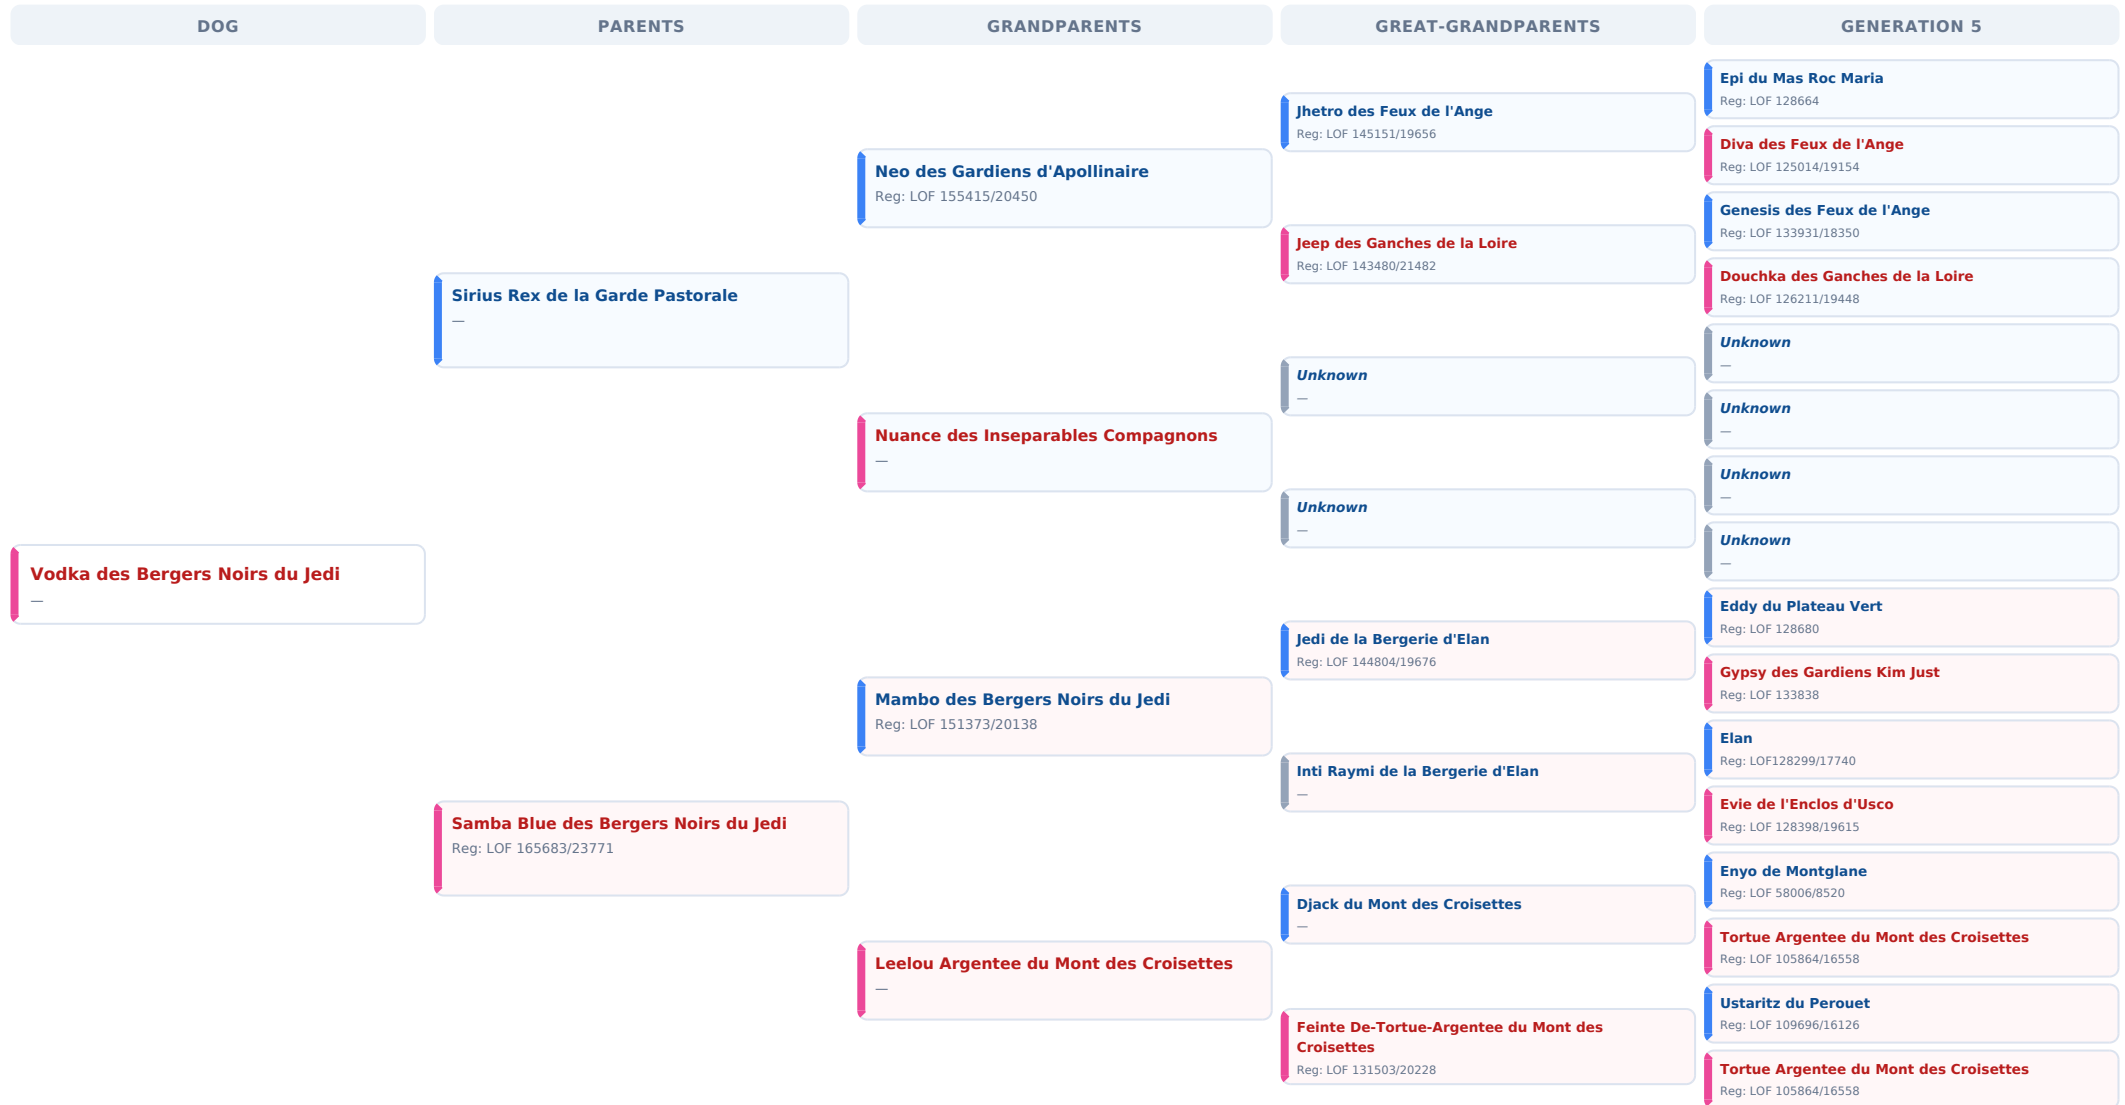 DOG
PARENTS
GRANDPARENTS
GREAT-GRANDPARENTS
GENERATION 5
Vodka des Bergers Noirs du Jedi
—
Sirius Rex de la Garde Pastorale
—
Samba Blue des Bergers Noirs du Jedi
Reg: LOF 165683/23771
Neo des Gardiens d'Apollinaire
Reg: LOF 155415/20450
Nuance des Inseparables Compagnons
—
Mambo des Bergers Noirs du Jedi
Reg: LOF 151373/20138
Leelou Argentee du Mont des Croisettes
—
Jhetro des Feux de l'Ange
Reg: LOF 145151/19656
Jeep des Ganches de la Loire
Reg: LOF 143480/21482
Unknown
—
Unknown
—
Jedi de la Bergerie d'Elan
Reg: LOF 144804/19676
Inti Raymi de la Bergerie d'Elan
—
Djack du Mont des Croisettes
—
Feinte De-Tortue-Argentee du Mont des
Croisettes
Reg: LOF 131503/20228
Epi du Mas Roc Maria
Reg: LOF 128664
Diva des Feux de l'Ange
Reg: LOF 125014/19154
Genesis des Feux de l'Ange
Reg: LOF 133931/18350
Douchka des Ganches de la Loire
Reg: LOF 126211/19448
Unknown
—
Unknown
—
Unknown
—
Unknown
—
Eddy du Plateau Vert
Reg: LOF 128680
Gypsy des Gardiens Kim Just
Reg: LOF 133838
Elan
Reg: LOF128299/17740
Evie de l'Enclos d'Usco
Reg: LOF 128398/19615
Enyo de Montglane
Reg: LOF 58006/8520
Tortue Argentee du Mont des Croisettes
Reg: LOF 105864/16558
Ustaritz du Perouet
Reg: LOF 109696/16126
Tortue Argentee du Mont des Croisettes
Reg: LOF 105864/16558